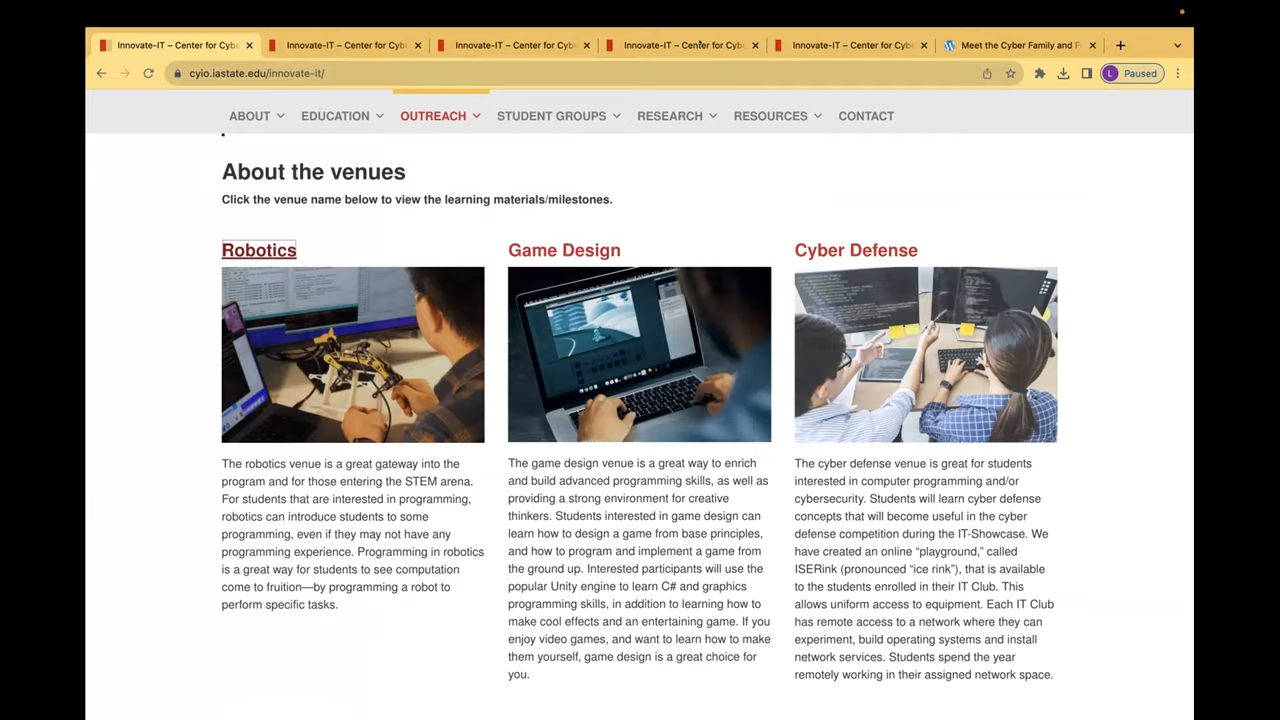 Innovate-IT – Center for Cybe
Innovate-IT – Center for Cybe
Innovate-IT – Center for Cybe
Innovate-IT – Center for Cybe
Innovate-IT – Center for Cybe
Meet the Cyber Family and F
cyio.iastate.edu/innovate-it/
L
Paused
ABOUT EDUCATION OUTREACH STUDENT GROUPS RESEARCH RESOURCES CONTACT
About the venues
Click the venue name below to view the learning materials/milestones.
Robotics
The robotics venue is a great gateway into the
program and for those entering the STEM arena.
For students that are interested in programming,
robotics can introduce students to some
programming, even if they may not have any
programming experience. Programming in robotics
is a great way for students to see computation
come to fruition—by programming a robot to
perform specific tasks.
Game Design
The game design venue is a great way to enrich
and build advanced programming skills, as well as
providing a strong environment for creative
thinkers. Students interested in game design can
learn how to design a game from base principles,
and how to program and implement a game from
the ground up. Interested participants will use the
popular Unity engine to learn C# and graphics
programming skills, in addition to learning how to
make cool effects and an entertaining game. If you
enjoy video games, and want to learn how to make
them yourself, game design is a great choice for
you.
Cyber Defense
The cyber defense venue is great for students
interested in computer programming and/or
cybersecurity. Students will learn cyber defense
concepts that will become useful in the cyber
defense competition during the IT-Showcase. We
have created an online “playground,” called
ISERink (pronounced “ice rink”), that is available
to the students enrolled in their IT Club. This
allows uniform access to equipment. Each IT Club
has remote access to a network where they can
experiment, build operating systems and install
network services. Students spend the year
remotely working in their assigned network space.